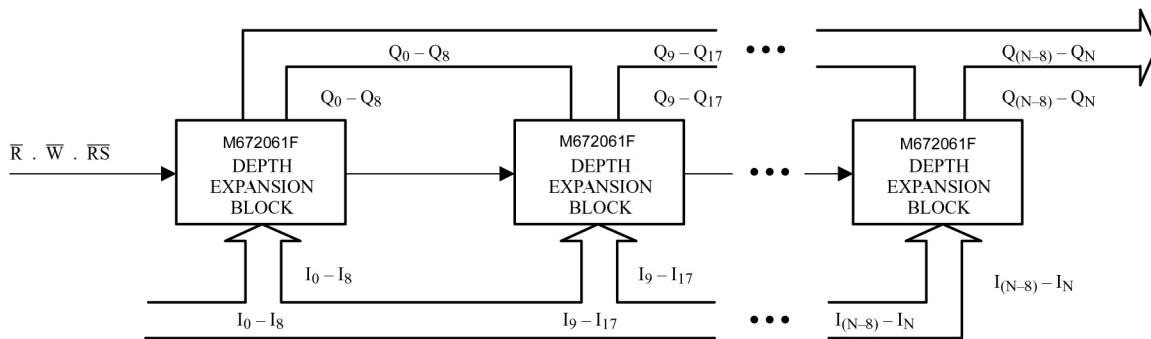 Q0 – Q8 Q9 – Q17 • • • Q(N–8) – QN
Q0 – Q8 Q9 – Q17 Q(N–8) – QN
R̅ . W̅ . R̅S̅
M672061F
DEPTH
EXPANSION
BLOCK
M672061F
DEPTH
EXPANSION
BLOCK
• • •
M672061F
DEPTH
EXPANSION
BLOCK
I0 – I8 I9 – I17 I(N–8) – IN
I0 – I8 I9 – I17 • • • I(N–8) – IN